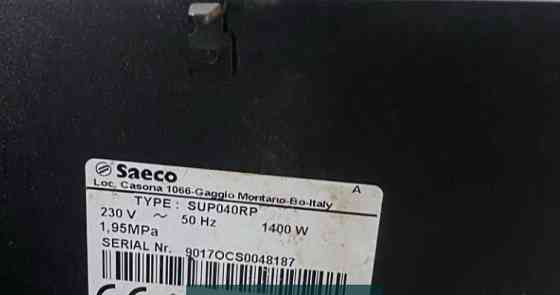 Saeco
A
Loc. Casona 1066-Gaggio Montano-Bo-Italy
TYPE : SUP040RP
230 V ~ 50 Hz 1400 W
1,95MPa
SERIAL Nr. 9017OCS0048187